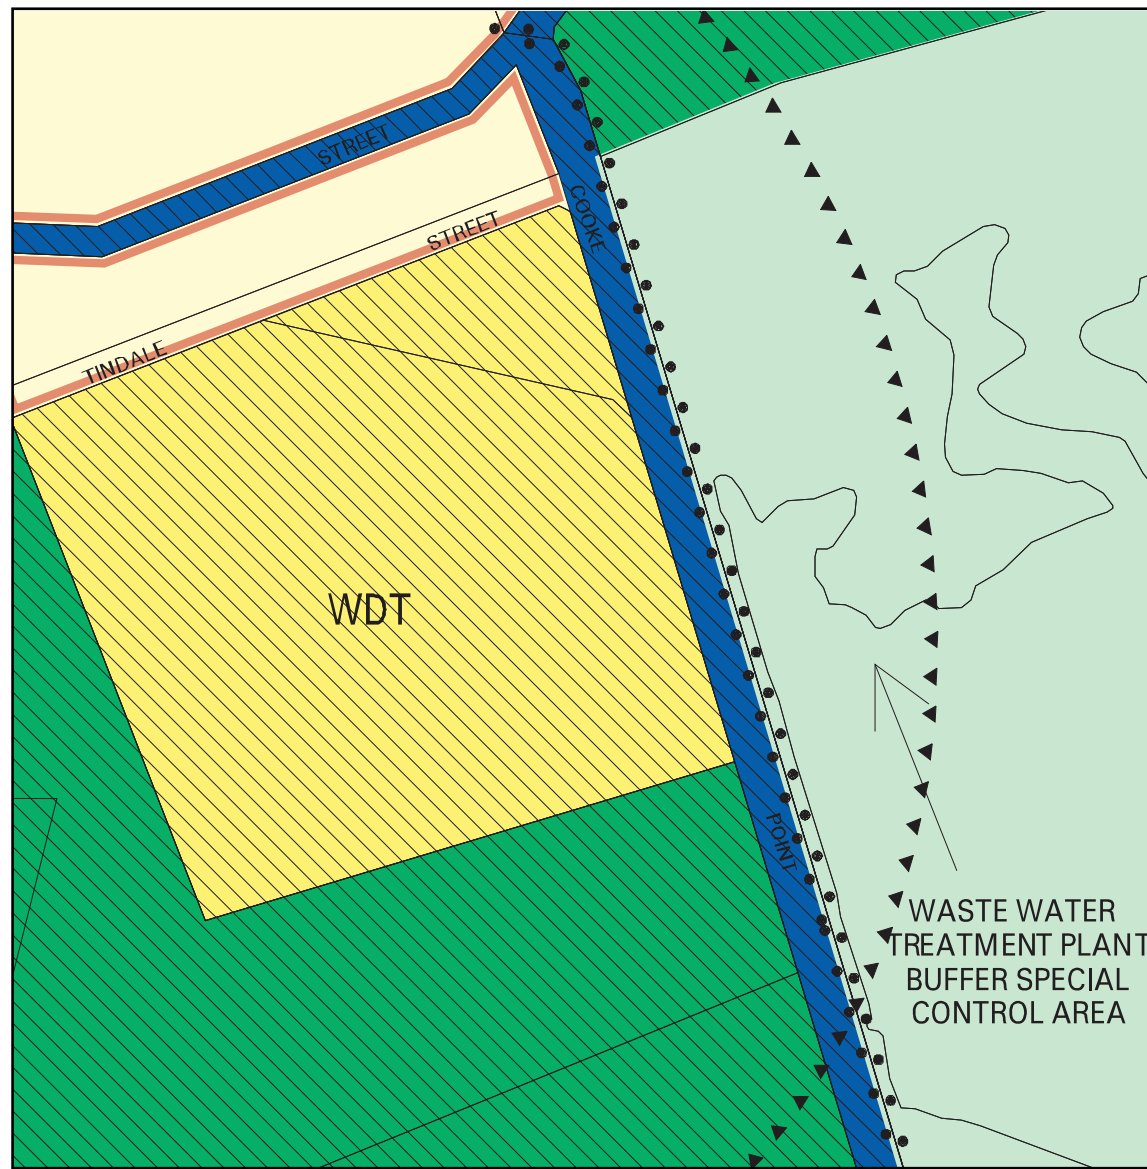 STREET
COOKE
STREET
TINDALE
WDT
POINT
WASTE WATER
TREATMENT PLANT
BUFFER SPECIAL
CONTROL AREA